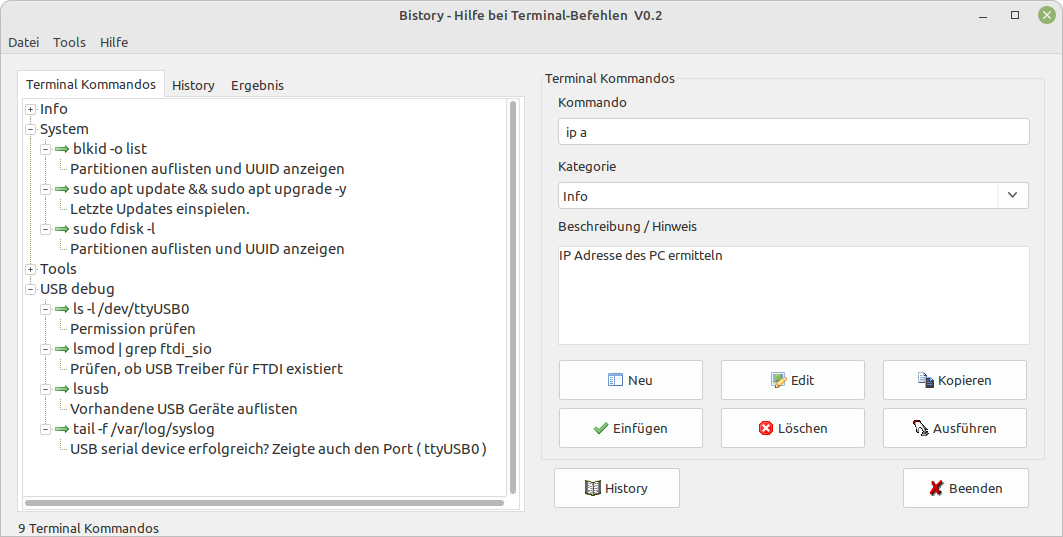 Bistory - Hilfe bei Terminal-Befehlen V0.2
Datei Tools Hilfe
Terminal Kommandos History Ergebnis
Info
System
blkid -o list
Partitionen auflisten und UUID anzeigen
sudo apt update && sudo apt upgrade -y
Letzte Updates einspielen.
sudo fdisk -l
Partitionen auflisten und UUID anzeigen
Tools
USB debug
ls -l /dev/ttyUSB0
Permission prüfen
lsmod | grep ftdi_sio
Prüfen, ob USB Treiber für FTDI existiert
lsusb
Vorhandene USB Geräte auflisten
tail -f /var/log/syslog
USB serial device erfolgreich? Zeigte auch den Port ( ttyUSB0 )
Terminal Kommandos
Kommando
ip a
Kategorie
Info
Beschreibung / Hinweis
IP Adresse des PC ermitteln
Neu Edit Kopieren
Einfügen Löschen Ausführen
History Beenden
9 Terminal Kommandos